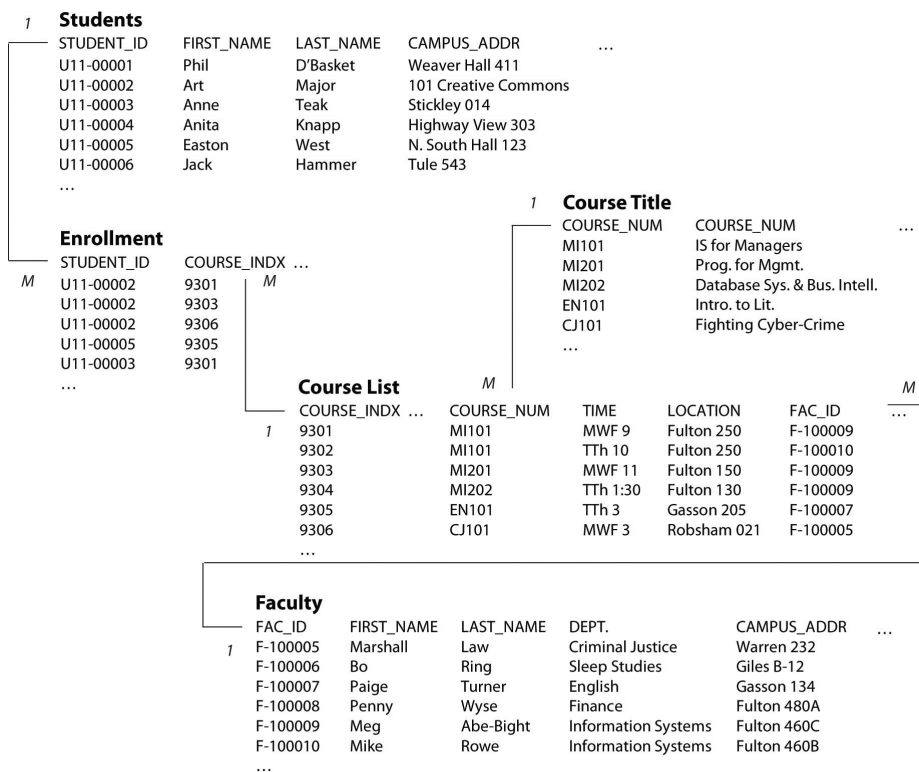 1 Students
STUDENT_ID FIRST_NAME LAST_NAME CAMPUS_ADDR ...
U11-00001 Phil D’Basket Weaver Hall 411
U11-00002 Art Major 101 Creative Commons
U11-00003 Anne Teak Stickley 014
U11-00004 Anita Knapp Highway View 303
U11-00005 Easton West N. South Hall 123
U11-00006 Jack Hammer Tule 543
...
Enrollment
STUDENT_ID COURSE_INDX ...
M U11-00002 9301 M
U11-00002 9303
U11-00002 9306
U11-00005 9305
U11-00003 9301
...
1 Course Title
COURSE_NUM COURSE_NUM ...
MI101 IS for Managers
MI201 Prog. for Mgmt.
MI202 Database Sys. & Bus. Intell.
EN101 Intro. to Lit.
CJ101 Fighting Cyber-Crime
...
Course List M M
COURSE_INDX ... COURSE_NUM TIME LOCATION FAC_ID ...
1 9301 MI101 MWF 9 Fulton 250 F-100009
9302 MI101 TTh 10 Fulton 250 F-100010
9303 MI201 MWF 11 Fulton 150 F-100009
9304 MI202 TTh 1:30 Fulton 130 F-100009
9305 EN101 TTh 3 Gasson 205 F-100007
9306 CJ101 MWF 3 Robsham 021 F-100005
...
Faculty
FAC_ID FIRST_NAME LAST_NAME DEPT. CAMPUS_ADDR ...
1 F-100005 Marshall Law Criminal Justice Warren 232
F-100006 Bo Ring Sleep Studies Giles B-12
F-100007 Paige Turner English Gasson 134
F-100008 Penny Wyse Finance Fulton 480A
F-100009 Meg Abe-Bight Information Systems Fulton 460C
F-100010 Mike Rowe Information Systems Fulton 460B
...